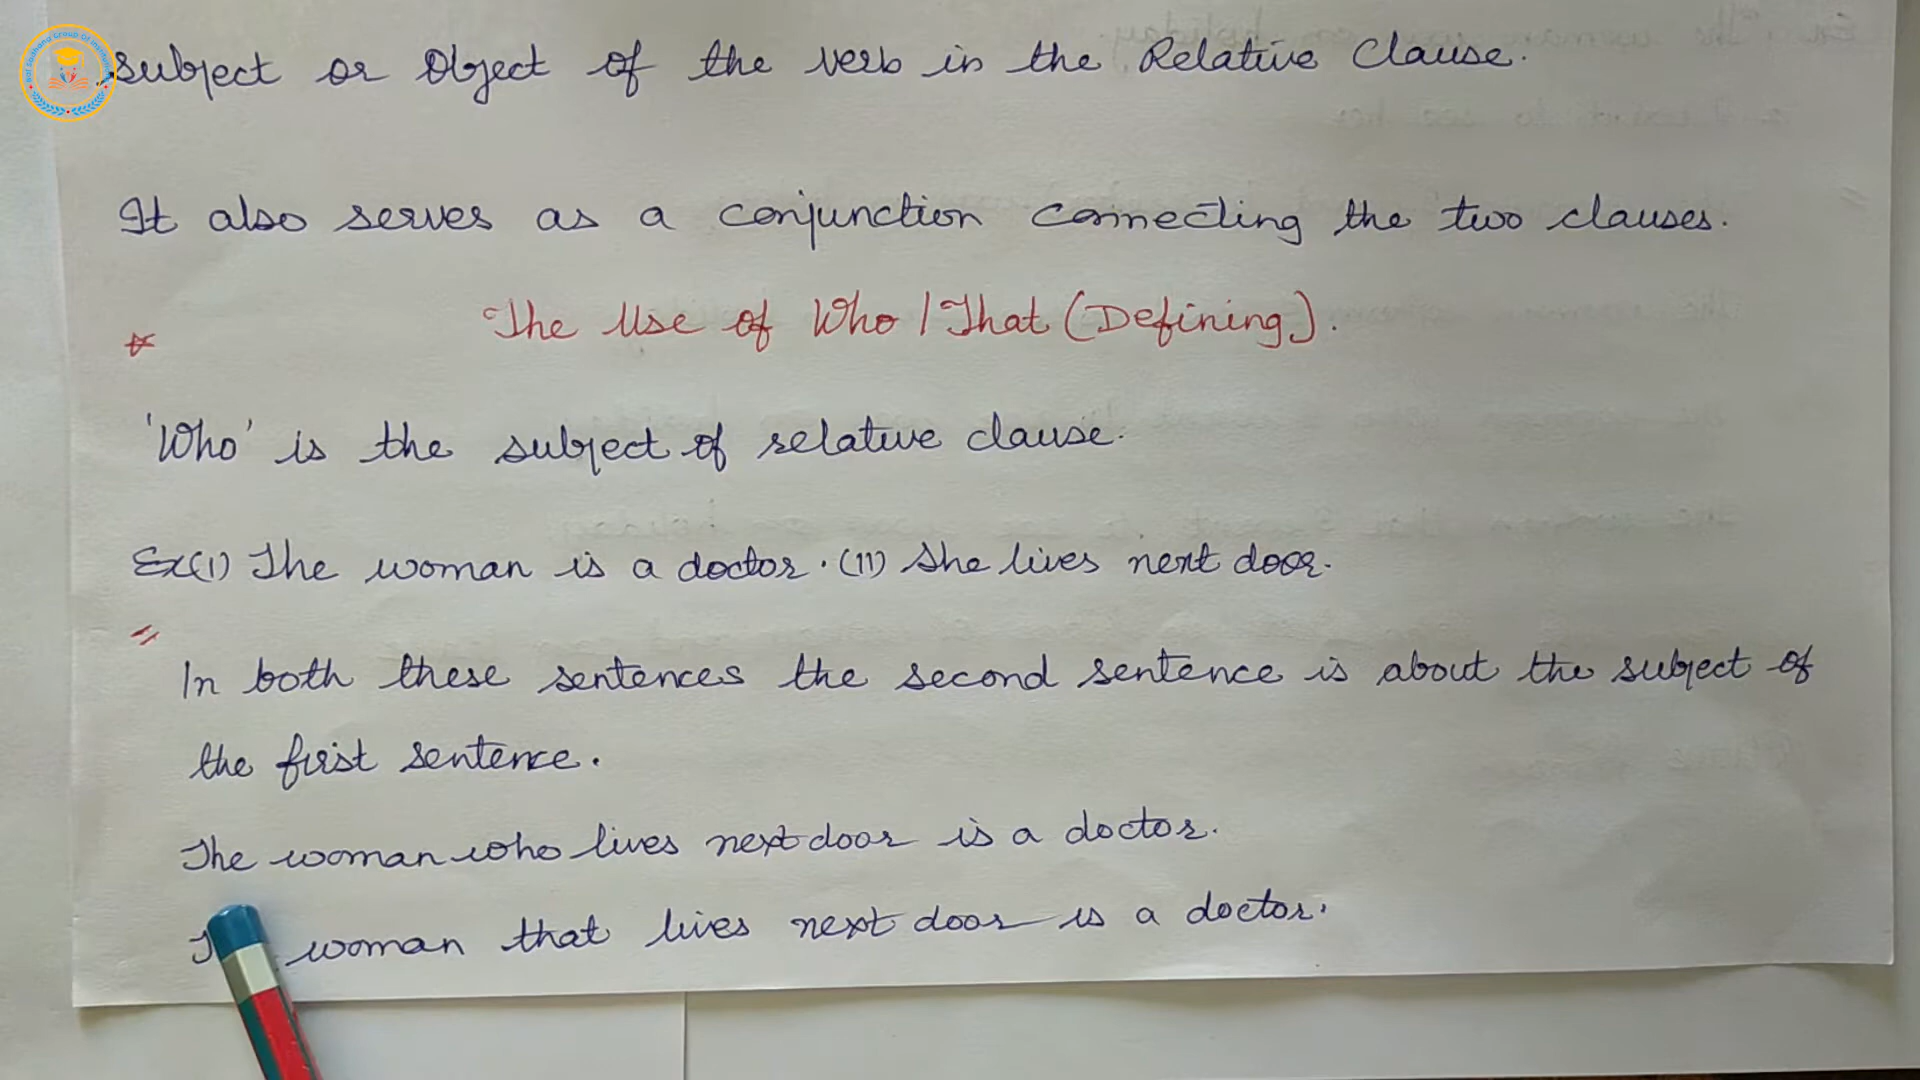 subject or object of the verb in the Relative Clause.
It also serves as a conjunction connecting the two clauses.
The Use of Who / That (Defining).
'Who' is the subject of relative clause.
Ex(I) The woman is a doctor. (II) She lives next door.
In both these sentences the second sentence is about the subject of
the first sentence.
The woman who lives next door is a doctor.
woman that lives next door is a doctor.